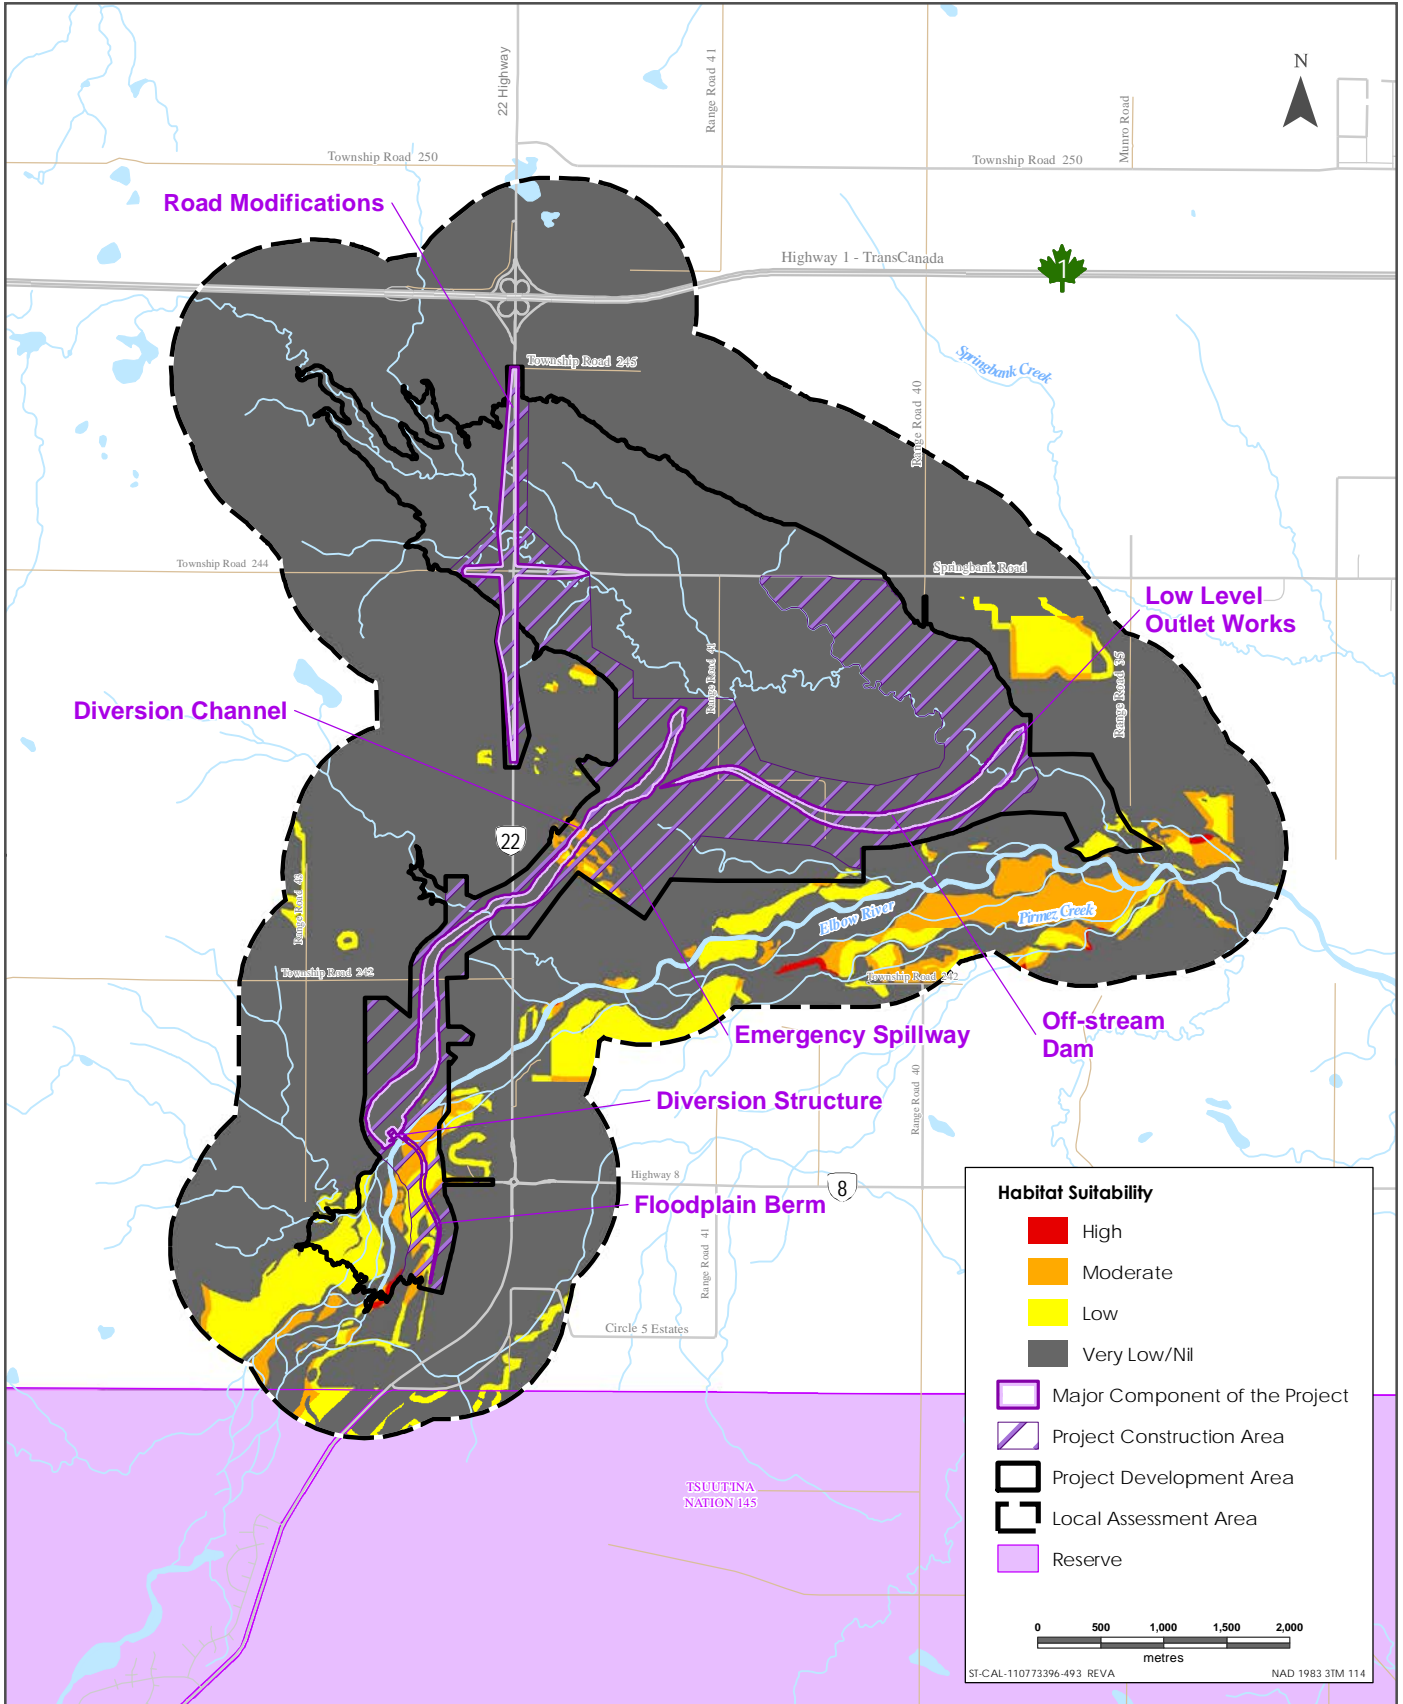 22 Highway
Range Road 41
Munro Road
N
Township Road 250
Township Road 250
Road Modifications
Highway 1 - TransCanada
1
Township Road 245
Springbank Creek
Range Road 40
Township Road 244
Springbank Road
Low Level
Outlet Works
Range Road 41
Range Road 35
Diversion Channel
22
Range Road 43
Elbow River
Pirmez Creek
Township Road 242
Township Road 242
Emergency Spillway
Off-stream
Dam
Diversion Structure
Range Road 40
Highway 8
8
Floodplain Berm
Range Road 41
Circle 5 Estates
TSUUT'INA
NATION 145
Habitat Suitability
High
Moderate
Low
Very Low/Nil
Major Component of the Project
Project Construction Area
Project Development Area
Local Assessment Area
Reserve
0 500 1,000 1,500 2,000
metres
ST-CAL-110773396-493 REVA
NAD 1983 3TM 114